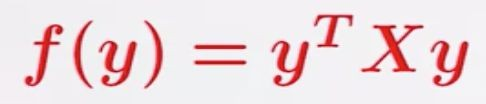 f(y) = y^T X y